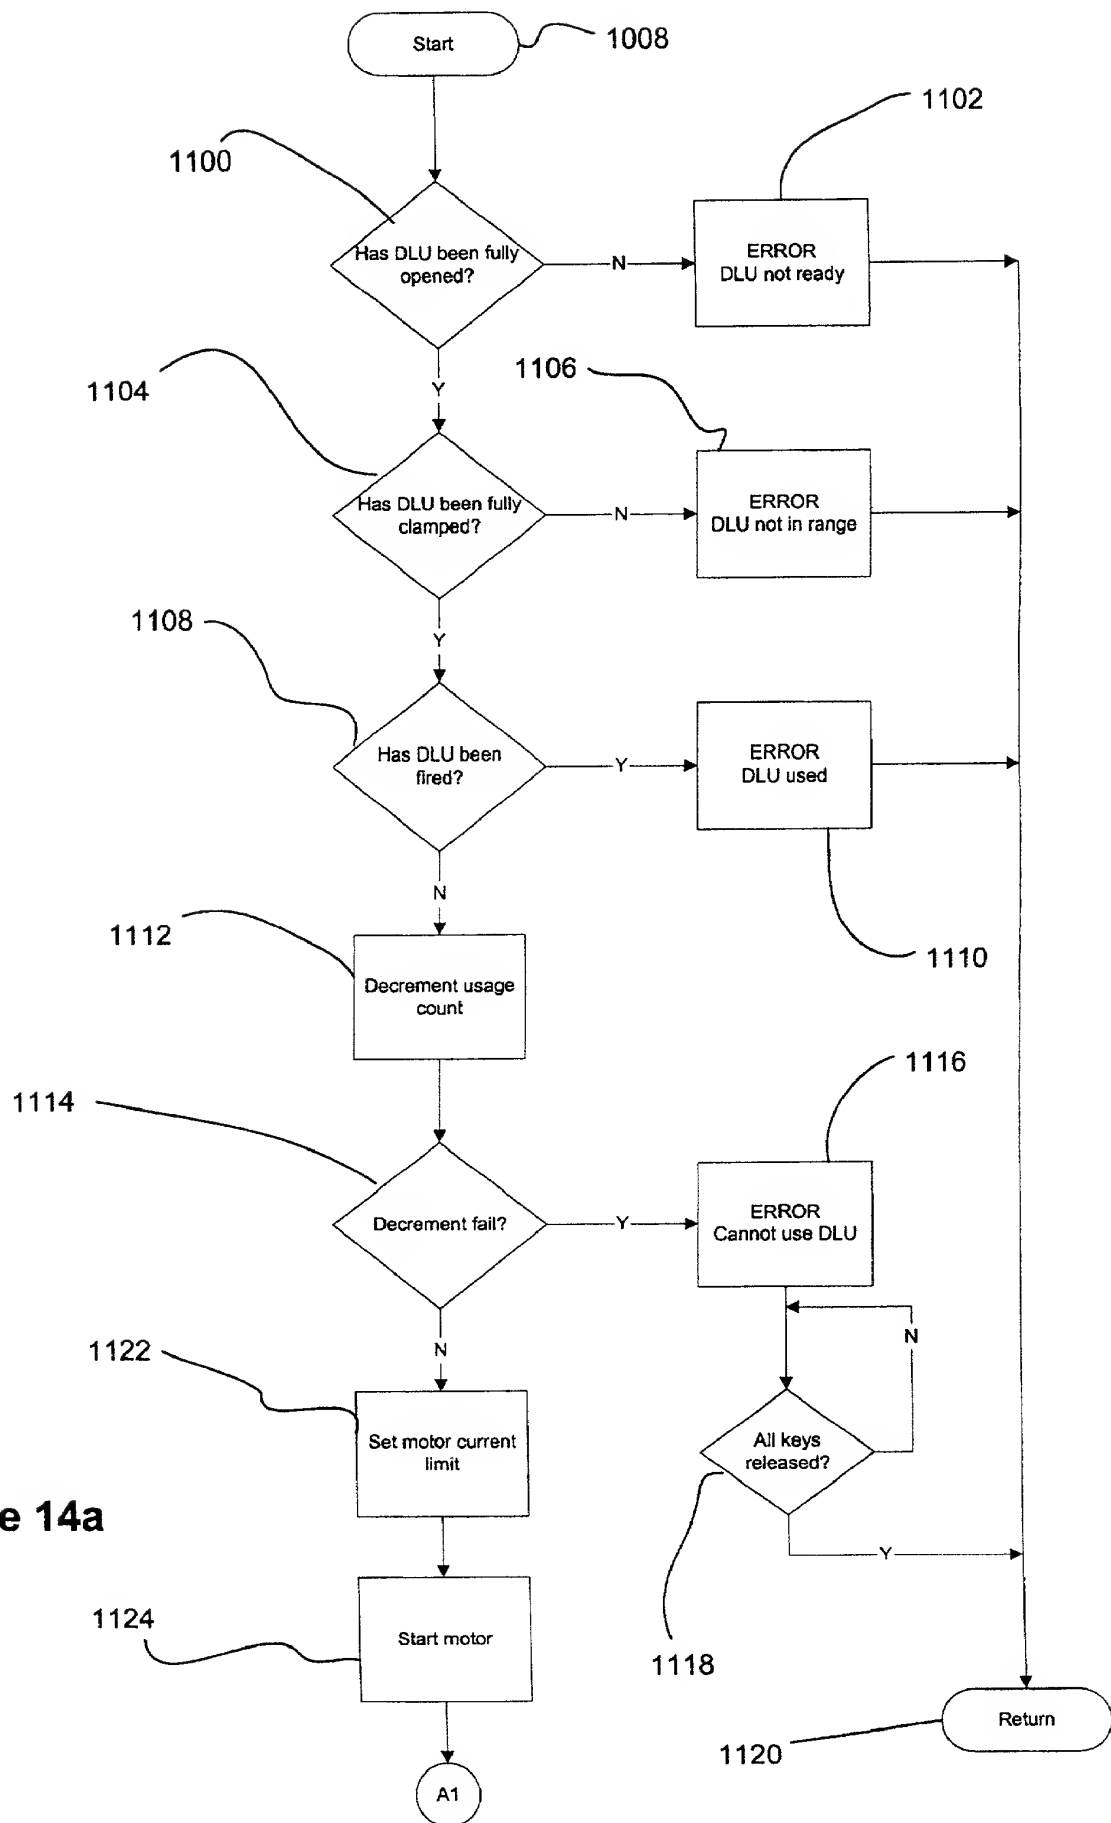 Start
1008
1100
1102
Has DLU been fully
opened?
N
ERROR
DLU not ready
Y
1104
1106
Has DLU been fully
clamped?
N
ERROR
DLU not in range
Y
1108
Has DLU been
fired?
Y
ERROR
DLU used
1110
N
1112
Decrement usage
count
1114
1116
Decrement fail?
Y
ERROR
Cannot use DLU
N
N
1122
Set motor current
limit
All keys
released?
e 14a
Y
1124
Start motor
1118
Return
1120
A1